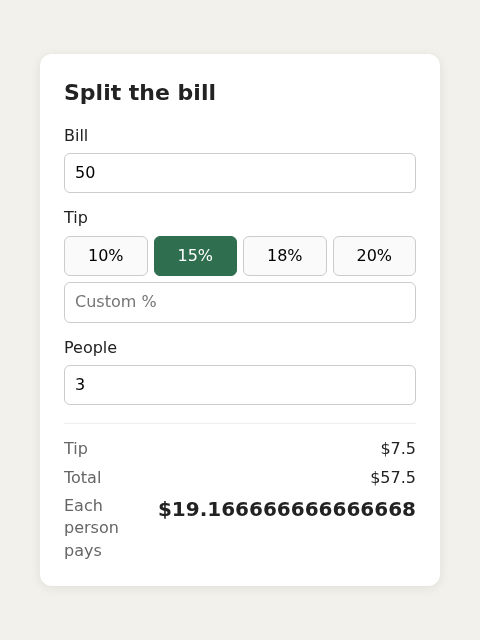 Split the bill
Bill
50
Tip
10% 15% 18% 20%
Custom %
People
3
Tip $7.5
Total $57.5
Each person pays $19.166666666666668